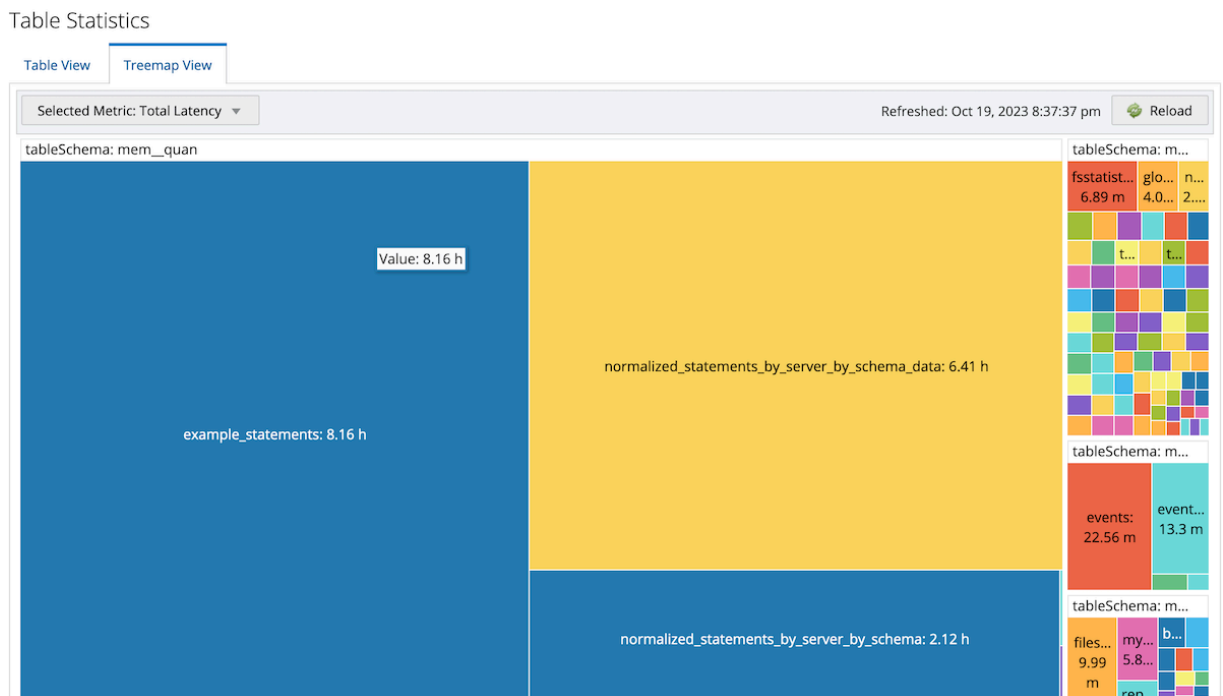 Table Statistics
Table View
Treemap View
Selected Metric: Total Latency
Refreshed: Oct 19, 2023 8:37:37 pm
Reload
tableSchema: mem__quan
example_statements: 8.16 h
Value: 8.16 h
normalized_statements_by_server_by_schema_data: 6.41 h
normalized_statements_by_server_by_schema: 2.12 h
tableSchema: m...
fsstatist...
6.89 m
glo...
4.0...
n...
2....
t...
t...
tableSchema: m...
events:
22.56 m
event...
13.3 m
tableSchema: m...
files...
9.99
m
my...
5.8...
b...